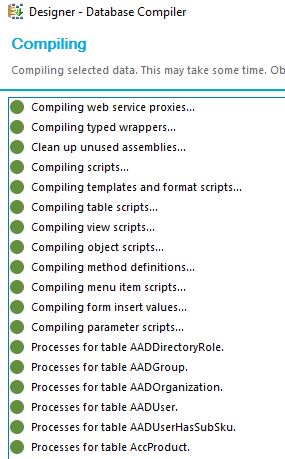 Designer - Database Compiler
Compiling
Compiling selected data. This may take some time. Ob
Compiling web service proxies...
Compiling typed wrappers...
Clean up unused assemblies...
Compiling scripts...
Compiling templates and format scripts...
Compiling table scripts...
Compiling view scripts...
Compiling object scripts...
Compiling method definitions...
Compiling menu item scripts...
Compiling form insert values...
Compiling parameter scripts...
Processes for table AADDirectoryRole.
Processes for table AADGroup.
Processes for table AADOrganization.
Processes for table AADUser.
Processes for table AADUserHasSubSku.
Processes for table AccProduct.